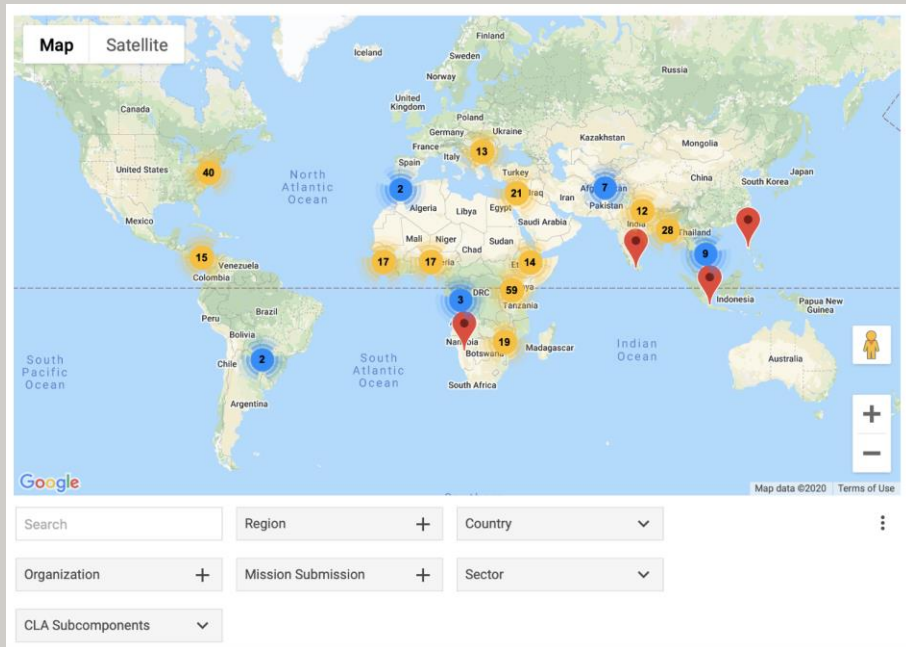 Map Satellite
Iceland
Finland
Sweden
Norway
Russia
Canada
United Kingdom
Poland
Germany Ukraine
Kazakhstan
Mongolia
France
Italy
13
Spain
Turkey
United States
40
North Atlantic Ocean
2
21
Iraq
Iran
Afghanistan
7
China
Japan
South Korea
Algeria
Libya
Egypt
Pakistan
12
Saudi Arabia
Mexico
India
28
Thailand
Mali Niger
Sudan
Chad
15
Venezuela
Colombia
17
17
14
9
3
DRC
59
Tanzania
Indonesia
Papua New Guinea
Brazil
Peru
Bolivia
Namibia
Botswana
19
Madagascar
Indian Ocean
Australia
2
Chile
South Pacific Ocean
South Atlantic Ocean
South Africa
Argentina
Google
Map data ©2020 Terms of Use
Search
Region
Country
Organization
Mission Submission
Sector
CLA Subcomponents